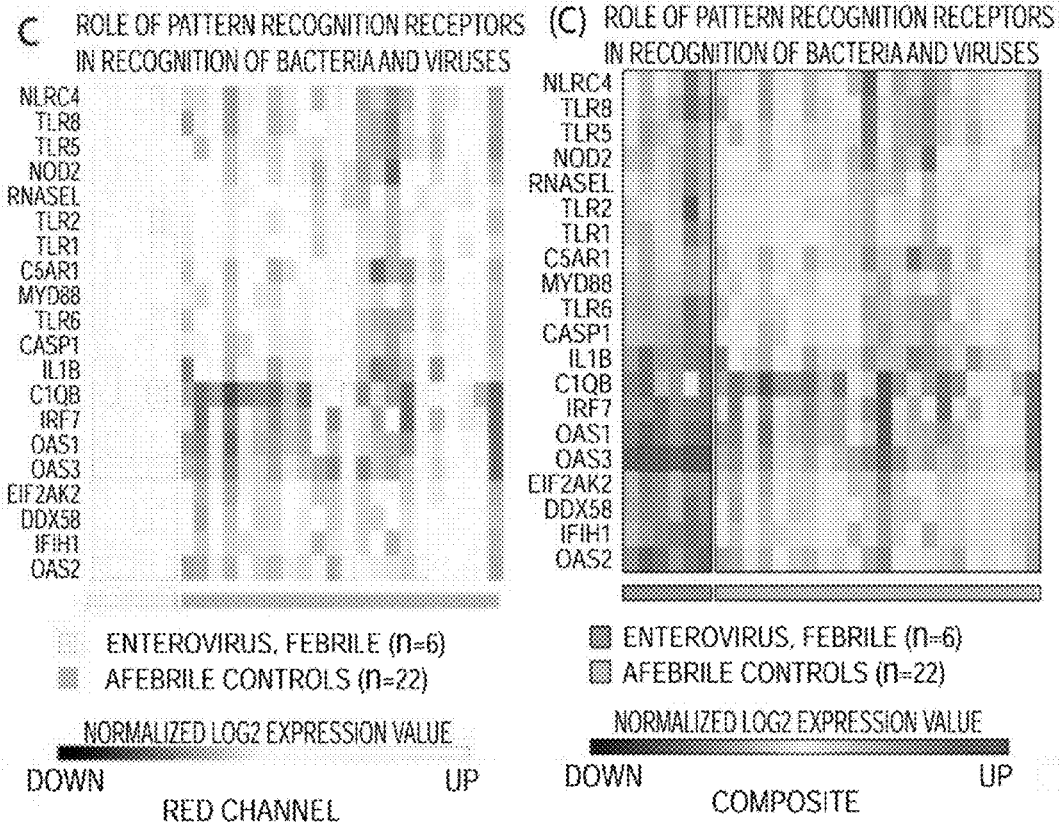 C ROLE OF PATTERN RECOGNITION RECEPTORS
IN RECOGNITION OF BACTERIA AND VIRUSES
NLRC4
TLR8
TLR5
NOD2
RNASEL
TLR2
TLR1
C5AR1
MYD88
TLR6
CASP1
IL1B
C1QB
IRF7
OAS1
OAS3
EIF2AK2
DDX58
IFIH1
OAS2
ENTEROVIRUS, FEBRILE (n=6)
AFEBRILE CONTROLS (n=22)
NORMALIZED LOG2 EXPRESSION VALUE
DOWN UP
RED CHANNEL
(C) ROLE OF PATTERN RECOGNITION RECEPTORS
IN RECOGNITION OF BACTERIA AND VIRUSES
NLRC4
TLR8
TLR5
NOD2
RNASEL
TLR2
TLR1
C5AR1
MYD88
TLR6
CASP1
IL1B
C1QB
IRF7
OAS1
OAS3
EIF2AK2
DDX58
IFIH1
OAS2
ENTEROVIRUS, FEBRILE (n=6)
AFEBRILE CONTROLS (n=22)
NORMALIZED LOG2 EXPRESSION VALUE
DOWN UP
COMPOSITE